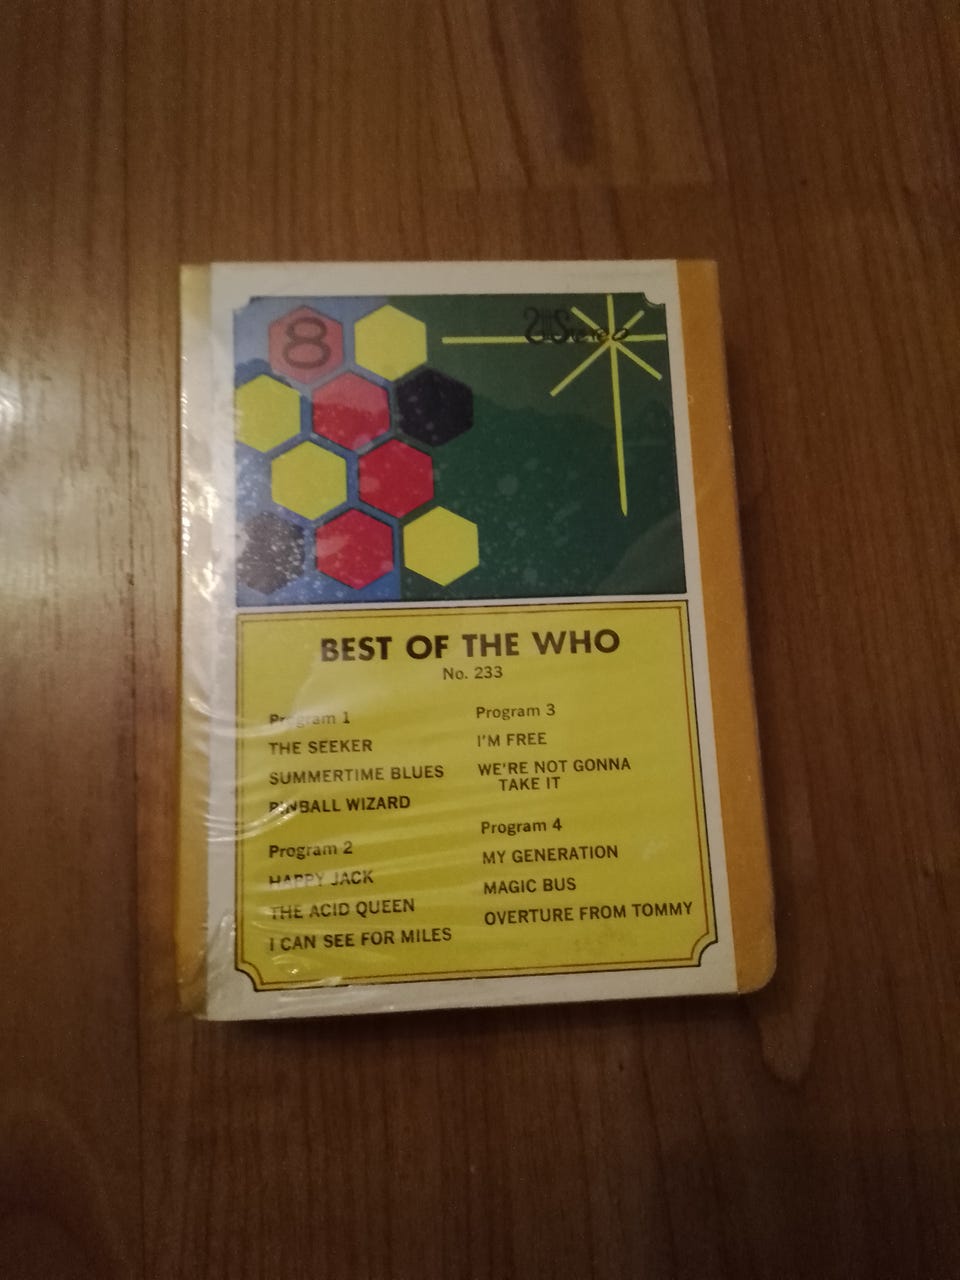 8
Stereo
BEST OF THE WHO
No. 233
Program 1
THE SEEKER
SUMMERTIME BLUES
PINBALL WIZARD
Program 2
HAPPY JACK
THE ACID QUEEN
I CAN SEE FOR MILES
Program 3
I'M FREE
WE'RE NOT GONNA
TAKE IT
Program 4
MY GENERATION
MAGIC BUS
OVERTURE FROM TOMMY